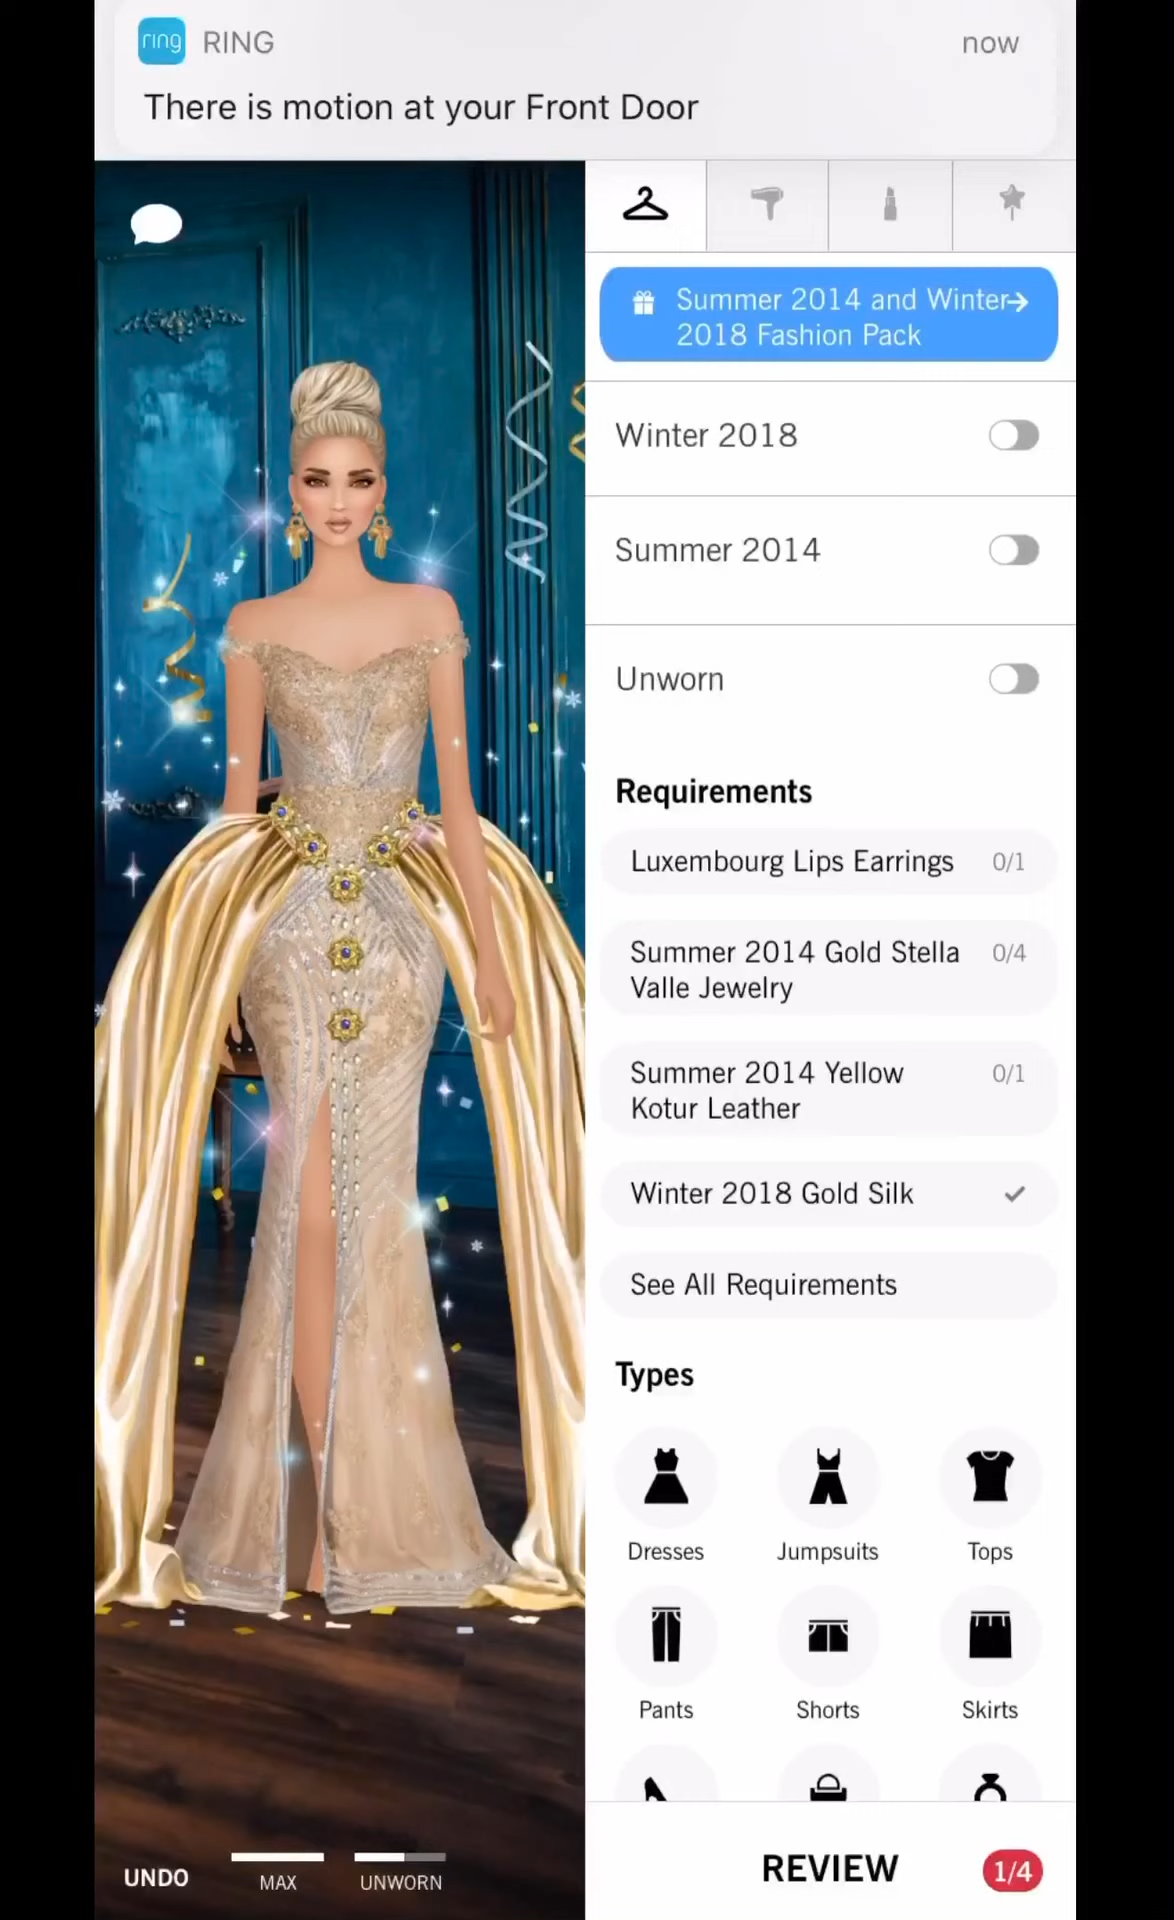 ring RING now
There is motion at your Front Door
Summer 2014 and Winter
2018 Fashion Pack
Winter 2018
Summer 2014
Unworn
Requirements
Luxembourg Lips Earrings 0/1
Summer 2014 Gold Stella 0/4
Valle Jewelry
Summer 2014 Yellow 0/1
Kotur Leather
Winter 2018 Gold Silk
See All Requirements
Types
Dresses Jumpsuits Tops
Pants Shorts Skirts
UNDO MAX UNWORN
REVIEW 1/4